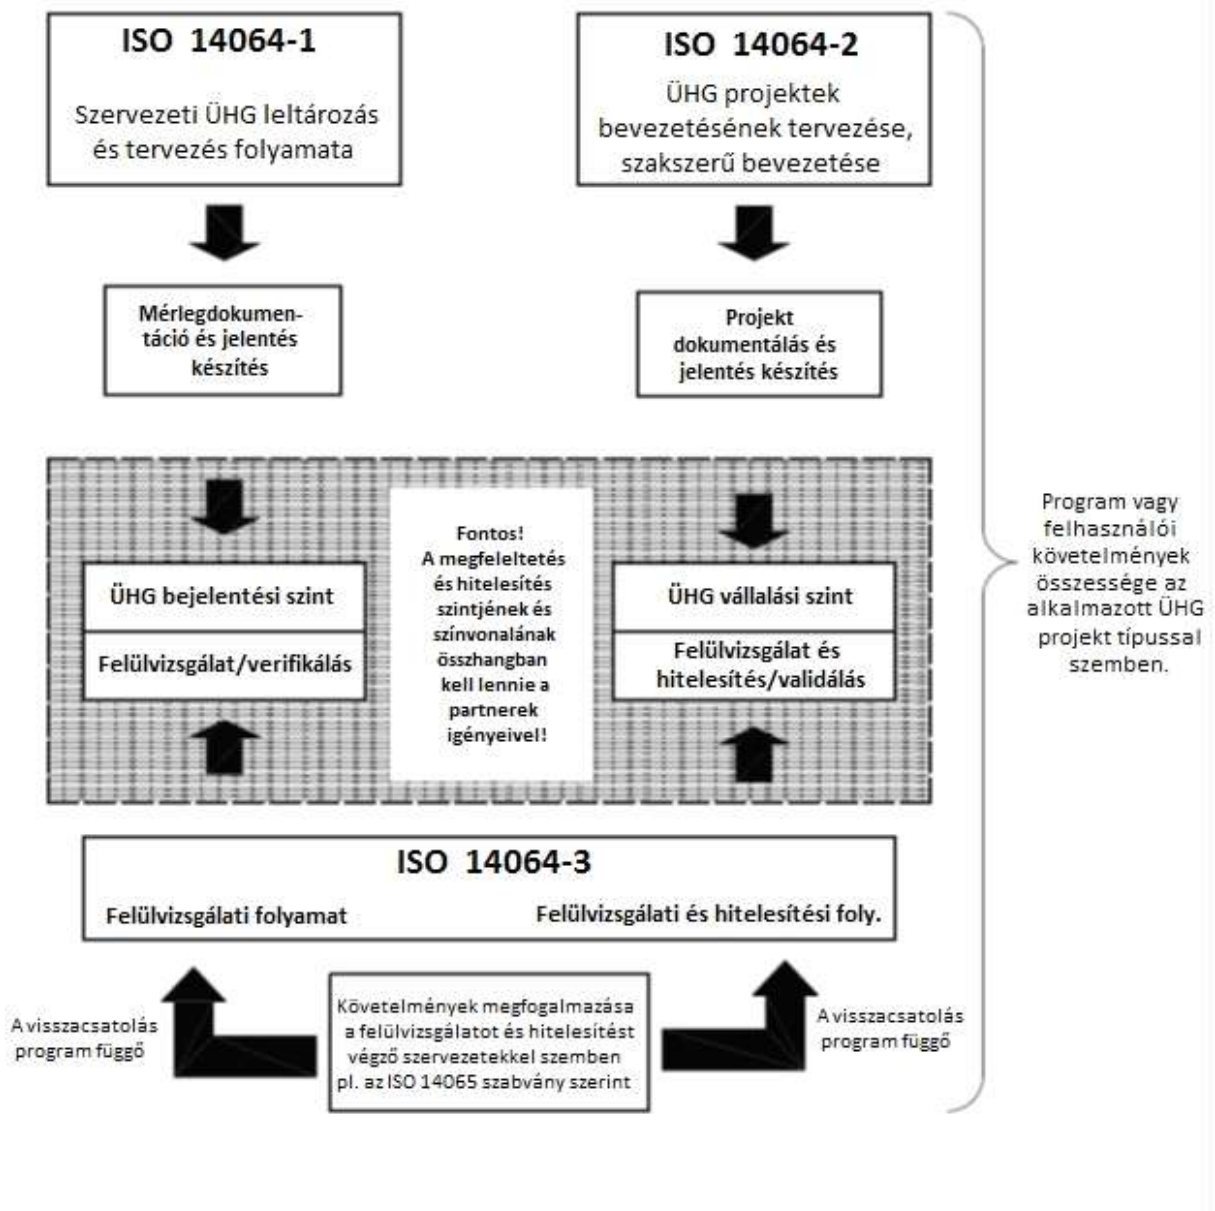 ISO 14064-1
Szervezeti ÜHG leltározás
és tervezés folyamata
ISO 14064-2
ÜHG projektek
bevezetésének tervezése,
szakszerű bevezetése
Mérlegdokumen-
táció és jelentés
készítés
Projekt
dokumentálás és
jelentés készítés
ÜHG bejelentési szint
Felülvizsgálat/verifikálás
Fontos!
A megfeleltetés
és hitelesítés
szintjének és
színvonalának
összhangban
kell lennie a
partnerek
igényeivel!
ÜHG vállalási szint
Felülvizsgálat és
hitelesítés/validálás
Program vagy
felhasználói
követelmények
összessége az
alkalmazott ÜHG
projekt típussal
szemben.
ISO 14064-3
Felülvizsgálati folyamat
Felülvizsgálati és hitelesítési foly.
A visszacsatolás
program függő
Követelmények megfogalmazása
a felülvizsgálatot és hitelesítést
végző szervezetekkel szemben
pl. az ISO 14065 szabvány szerint
A visszacsatolás
program függő